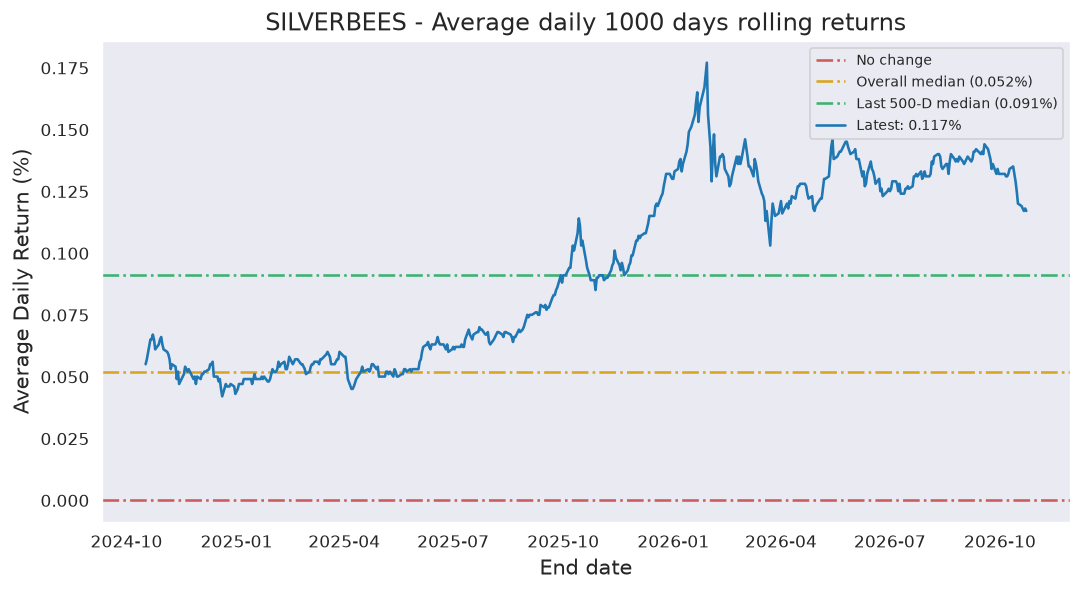 SILVERBEES - Average daily 1000 days rolling returns
No change
Overall median (0.052%)
Last 500-D median (0.091%)
Latest: 0.117%
Average Daily Return (%)
0.175
0.150
0.125
0.100
0.075
0.050
0.025
0.000
2024-10 2025-01 2025-04 2025-07 2025-10 2026-01 2026-04 2026-07 2026-10
End date